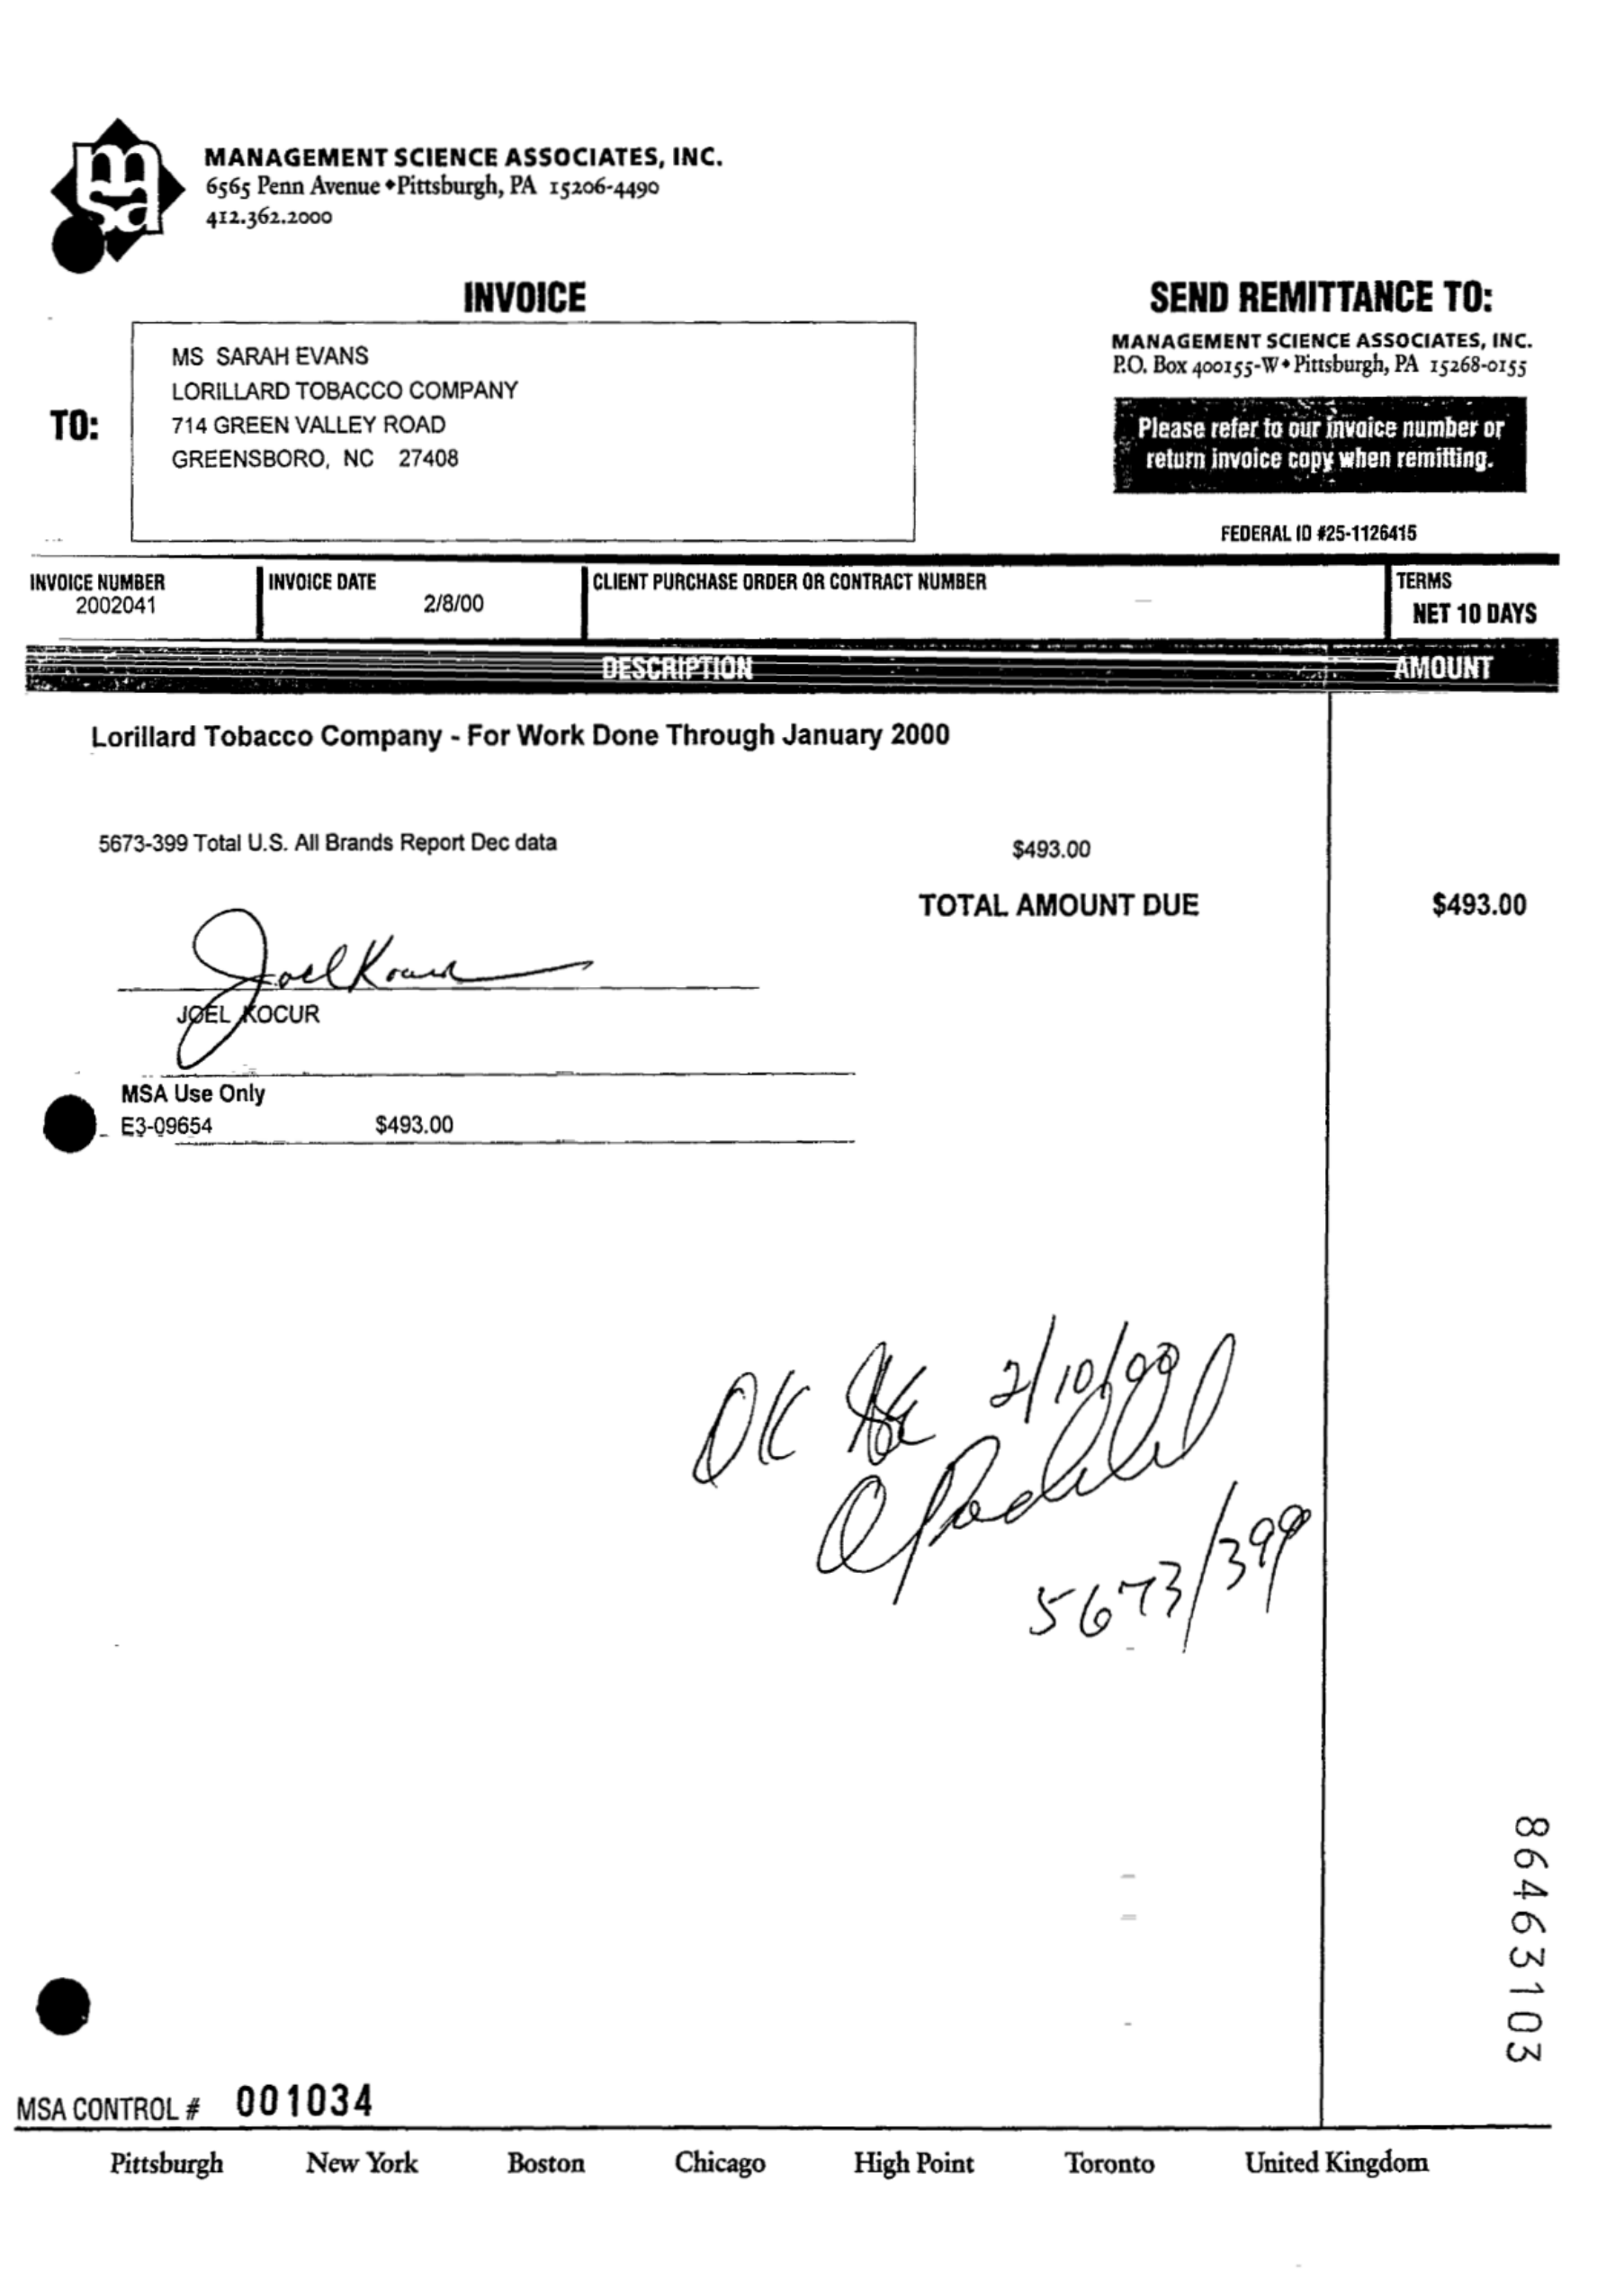 msa
MANAGEMENT SCIENCE ASSOCIATES, INC.
6565 Penn Avenue ♦ Pittsburgh, PA 15206-4490
412.362.2000
INVOICE
SEND REMITTANCE TO:
MANAGEMENT SCIENCE ASSOCIATES, INC.
P.O. Box 400155-W ♦ Pittsburgh, PA 15268-0155
TO:
MS SARAH EVANS
LORILLARD TOBACCO COMPANY
714 GREEN VALLEY ROAD
GREENSBORO, NC 27408
Please refer to our invoice number or
return invoice copy when remitting.
FEDERAL ID #25-1126415
INVOICE NUMBER
2002041
INVOICE DATE
2/8/00
CLIENT PURCHASE ORDER OR CONTRACT NUMBER
TERMS
NET 10 DAYS
DESCRIPTION AMOUNT
Lorillard Tobacco Company - For Work Done Through January 2000
5673-399 Total U.S. All Brands Report Dec data $493.00
TOTAL AMOUNT DUE $493.00
Joel Kocur
JOEL KOCUR
MSA Use Only
E3-09654 $493.00
OK 2/10/00
5673/399
86463103
MSA CONTROL # 001034
Pittsburgh New York Boston Chicago High Point Toronto United Kingdom